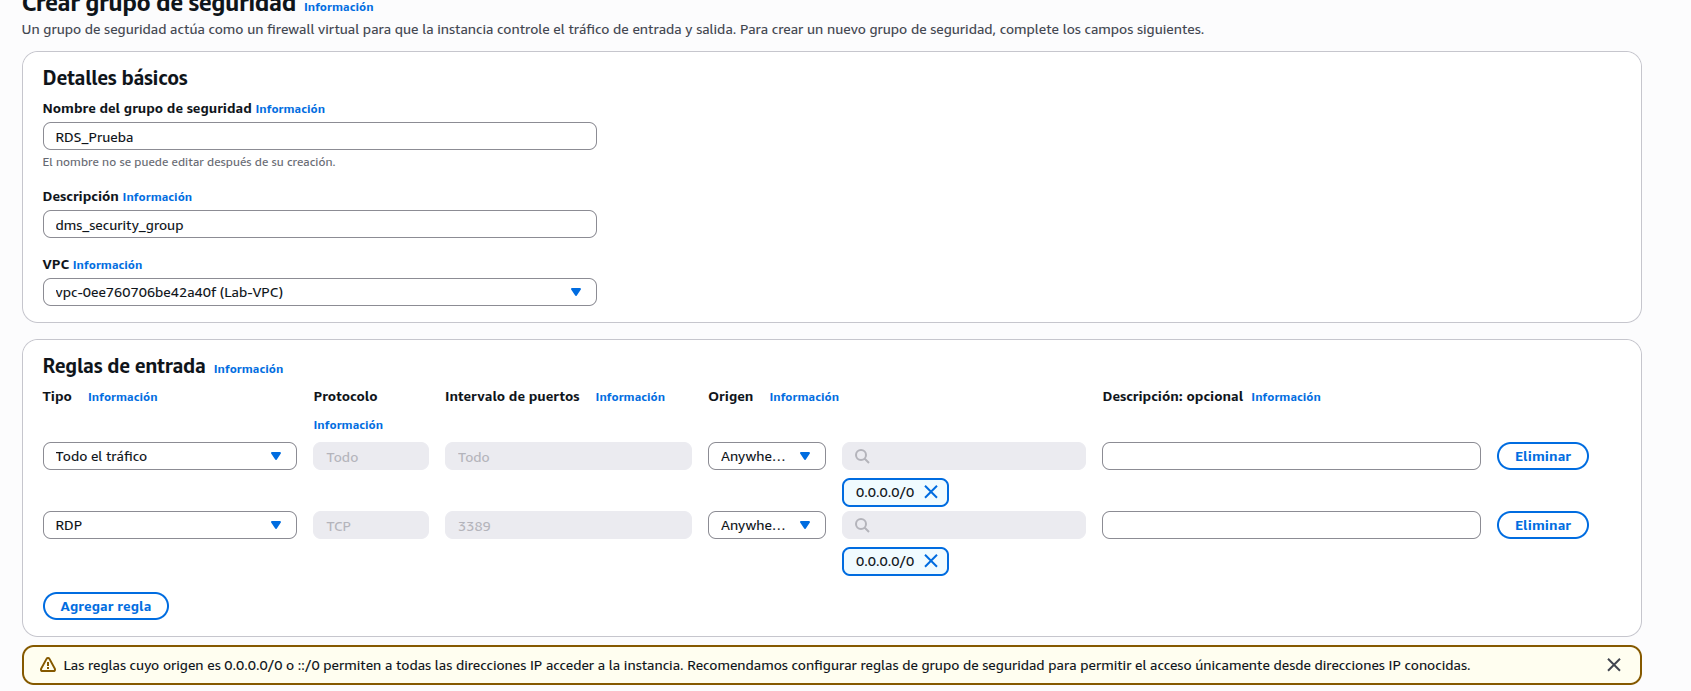 Crear grupo de seguridad Información
Un grupo de seguridad actúa como un firewall virtual para que la instancia controle el tráfico de entrada y salida. Para crear un nuevo grupo de seguridad, complete los campos siguientes.
Detalles básicos
Nombre del grupo de seguridad Información
RDS_Prueba
El nombre no se puede editar después de su creación.
Descripción Información
dms_security_group
VPC Información
vpc-0ee760706be42a40f (Lab-VPC)
Reglas de entrada Información
Tipo Información Protocolo Intervalo de puertos Información Origen Información Descripción: opcional Información
Información
Todo el tráfico Todo Todo Anywhe... Eliminar
0.0.0.0/0
RDP TCP 3389 Anywhe... Eliminar
0.0.0.0/0
Agregar regla
Las reglas cuyo origen es 0.0.0.0/0 o ::/0 permiten a todas las direcciones IP acceder a la instancia. Recomendamos configurar reglas de grupo de seguridad para permitir el acceso únicamente desde direcciones IP conocidas.